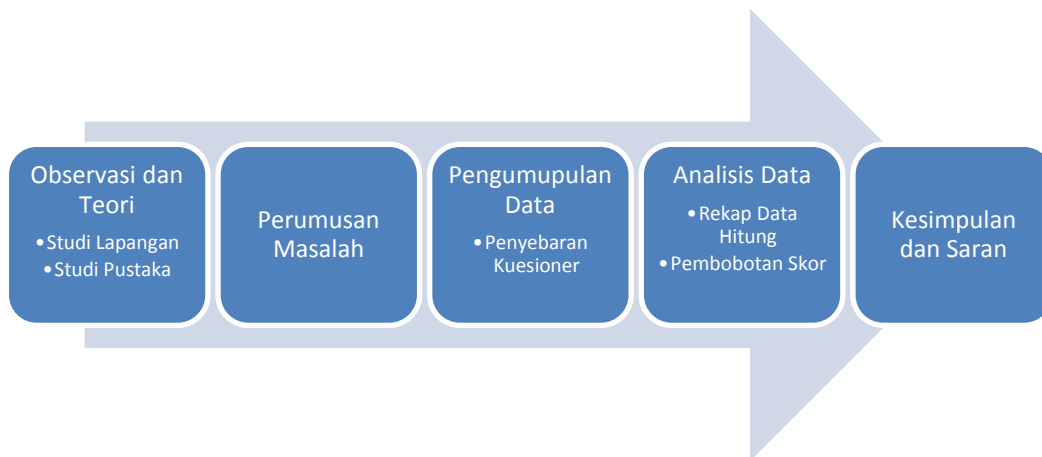 Observasi dan
Teori
•Studi Lapangan
•Studi Pustaka
Perumusan
Masalah
Pengumupulan
Data
•Penyebaran
Kuesioner
Analisis Data
•Rekap Data
Hitung
•Pembobotan Skor
Kesimpulan
dan Saran